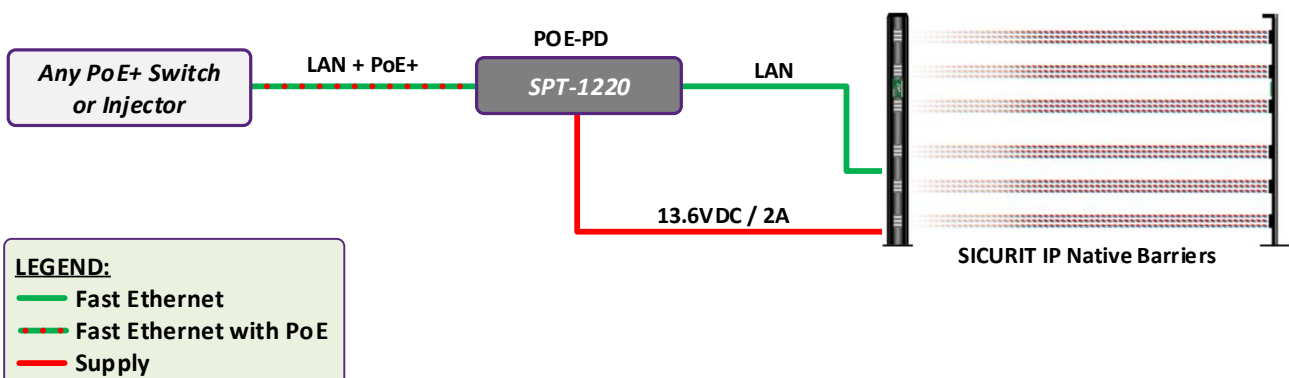 Any PoE+ Switch
or Injector
LAN + PoE+
POE-PD
SPT-1220
LAN
13.6VDC / 2A
SICURIT IP Native Barriers
LEGEND:
Fast Ethernet
Fast Ethernet with PoE
Supply